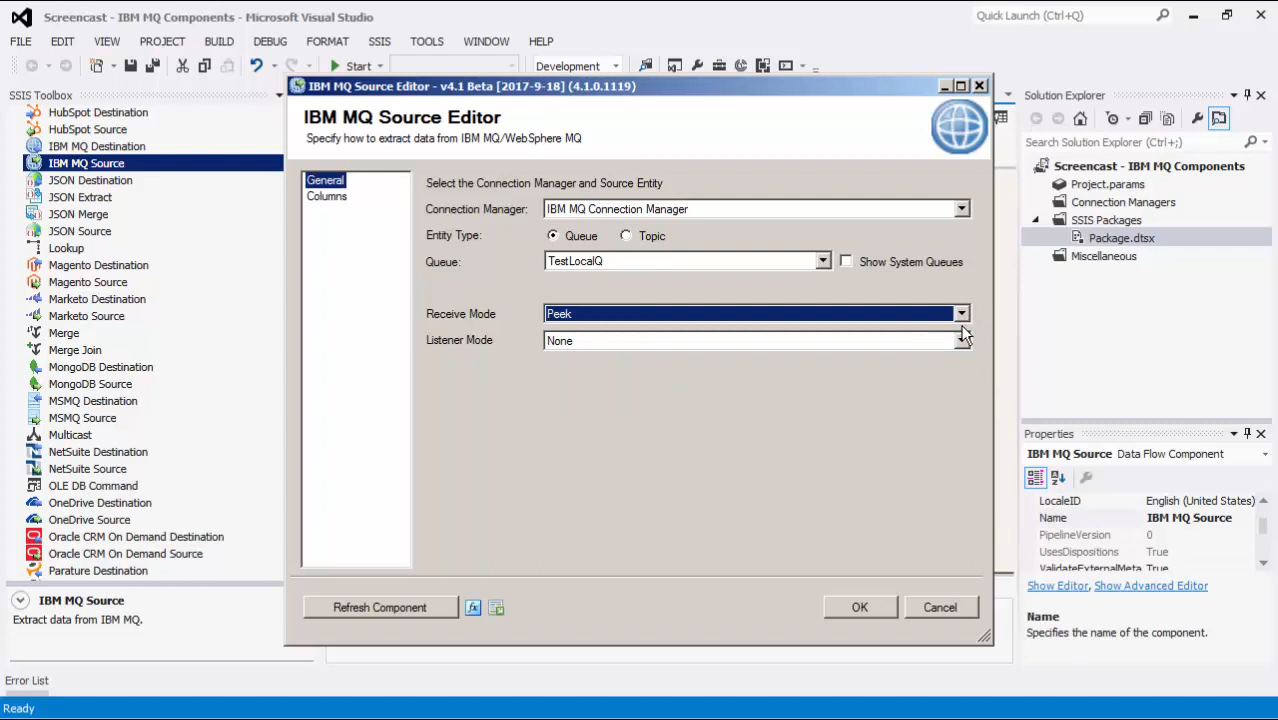 Screencast - IBM MQ Components - Microsoft Visual Studio
Quick Launch (Ctrl+Q)
FILE EDIT VIEW PROJECT BUILD DEBUG FORMAT SSIS TOOLS WINDOW HELP
Start Development
SSIS Toolbox
HubSpot Destination
HubSpot Source
IBM MQ Destination
IBM MQ Source
JSON Destination
JSON Extract
JSON Merge
JSON Source
Lookup
Magento Destination
Magento Source
Marketo Destination
Marketo Source
Merge
Merge Join
MongoDB Destination
MongoDB Source
MSMQ Destination
MSMQ Source
Multicast
NetSuite Destination
NetSuite Source
OLE DB Command
OneDrive Destination
OneDrive Source
Oracle CRM On Demand Destination
Oracle CRM On Demand Source
Parature Destination
IBM MQ Source
Extract data from IBM MQ.
Error List
Ready
IBM MQ Source Editor - v4.1 Beta [2017-9-18] (4.1.0.1119)
IBM MQ Source Editor
Specify how to extract data from IBM MQ/WebSphere MQ
General
Columns
Select the Connection Manager and Source Entity
Connection Manager: IBM MQ Connection Manager
Entity Type: Queue Topic
Queue: TestLocalQ Show System Queues
Receive Mode Peek
Listener Mode None
Refresh Component fx OK Cancel
Solution Explorer
Search Solution Explorer (Ctrl+;)
Screencast - IBM MQ Components
Project.params
Connection Managers
SSIS Packages
Package.dtsx
Miscellaneous
Properties
IBM MQ Source Data Flow Component
LocaleID English (United States)
Name IBM MQ Source
PipelineVersion 0
UsesDispositions True
ValidateExternalMeta True
Show Editor, Show Advanced Editor
Name
Specifies the name of the component.